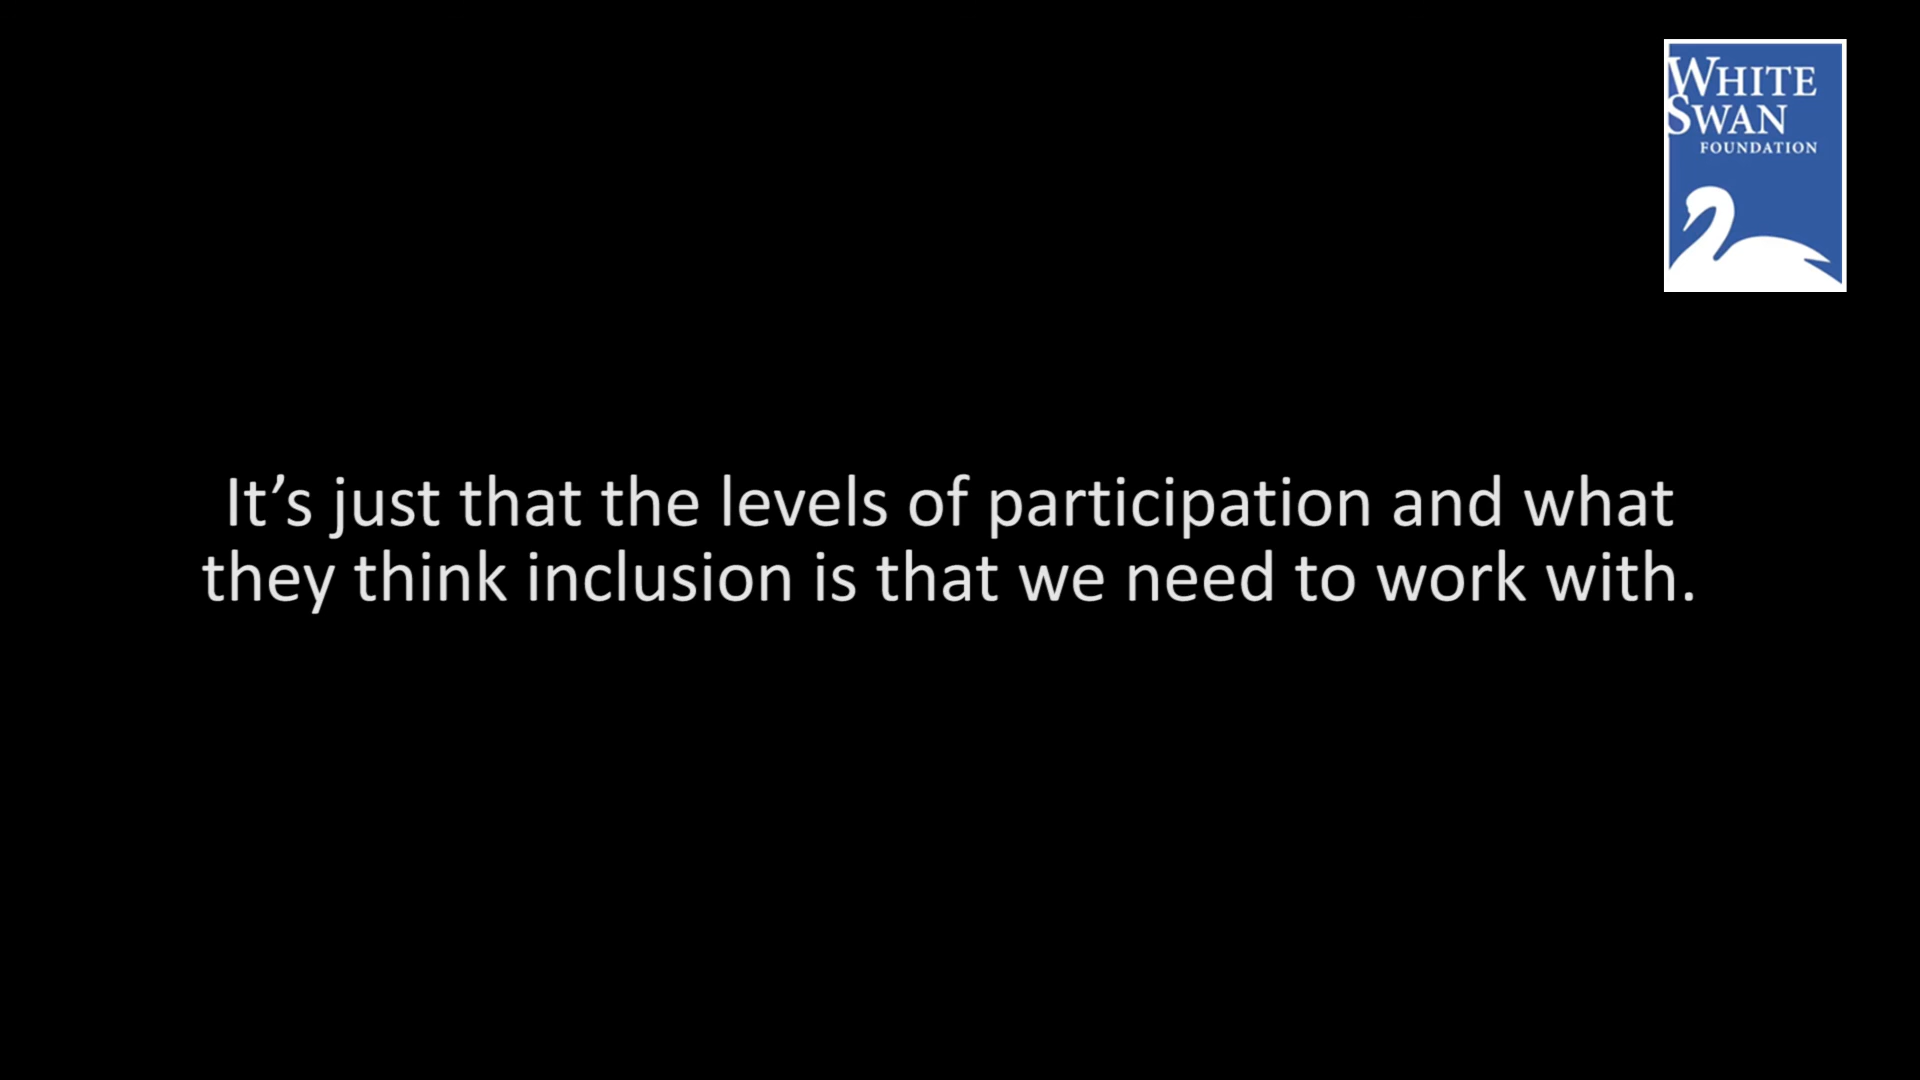 WHITE
SWAN
FOUNDATION
It’s just that the levels of participation and what
they think inclusion is that we need to work with.